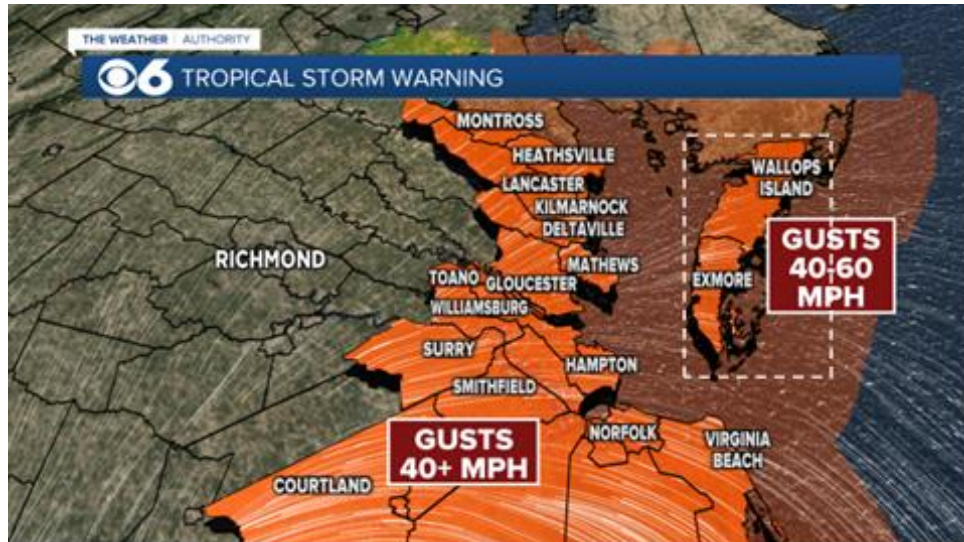 THE WEATHER AUTHORITY
6 TROPICAL STORM WARNING
MONTROSS
HEATHSVILLE
WALLOPS
ISLAND
LANCASTER
KILMARNOCK
DELTAVILLE
GUSTS
40-60
MPH
RICHMOND
MATHEWS
TOANO
GLOUCESTER
EXMORE
WILLIAMSBURG
SURRY
HAMPTON
SMITHFIELD
GUSTS
40+ MPH
NORFOLK
VIRGINIA
BEACH
COURTLAND